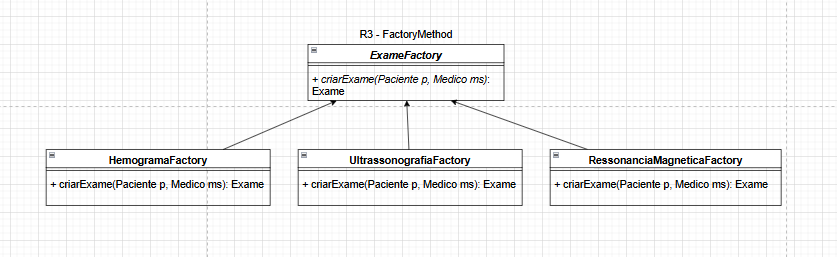 R3 - FactoryMethod
ExameFactory
+ criarExame(Paciente p, Medico ms):
Exame
HemogramaFactory
+ criarExame(Paciente p, Medico ms): Exame
UltrassonografiaFactory
+ criarExame(Paciente p, Medico ms): Exame
RessonanciaMagneticaFactory
+ criarExame(Paciente p, Medico ms): Exame